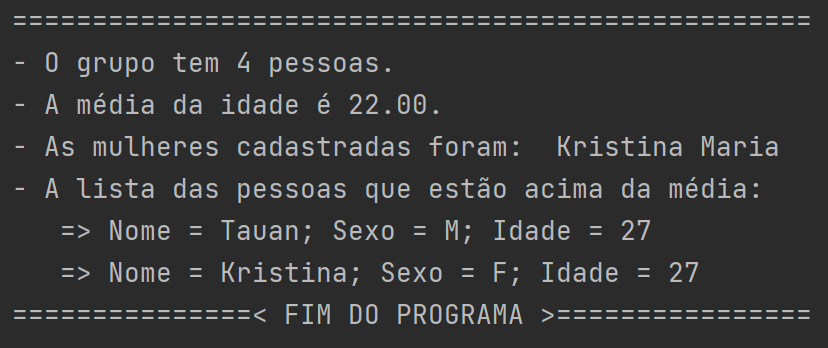 ==================================================
- O grupo tem 4 pessoas.
- A média da idade é 22.00.
- As mulheres cadastradas foram:  Kristina Maria
- A lista das pessoas que estão acima da média:
   => Nome = Tauan; Sexo = M; Idade = 27
   => Nome = Kristina; Sexo = F; Idade = 27
===============< FIM DO PROGRAMA >================